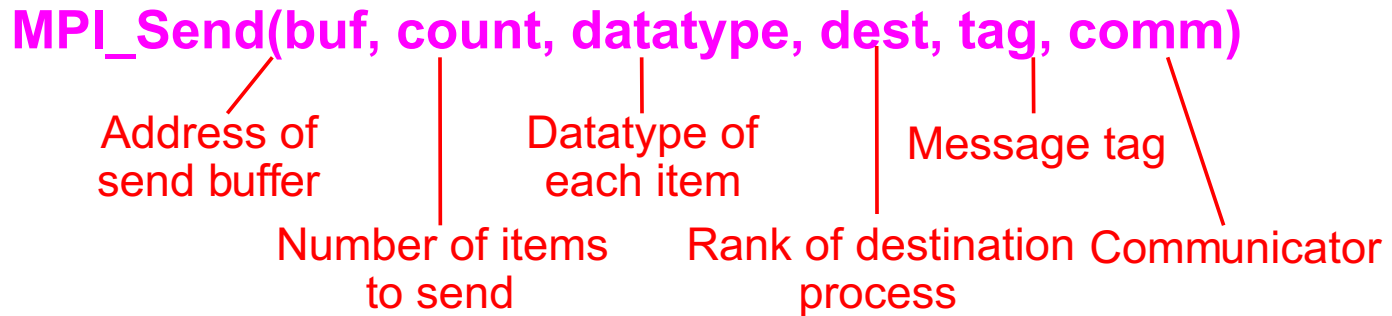 MPI_Send(buf, count, datatype, dest, tag, comm)
Address of
send buffer
Datatype of
each item
Message tag
Number of items
to send
Rank of destination
process
Communicator